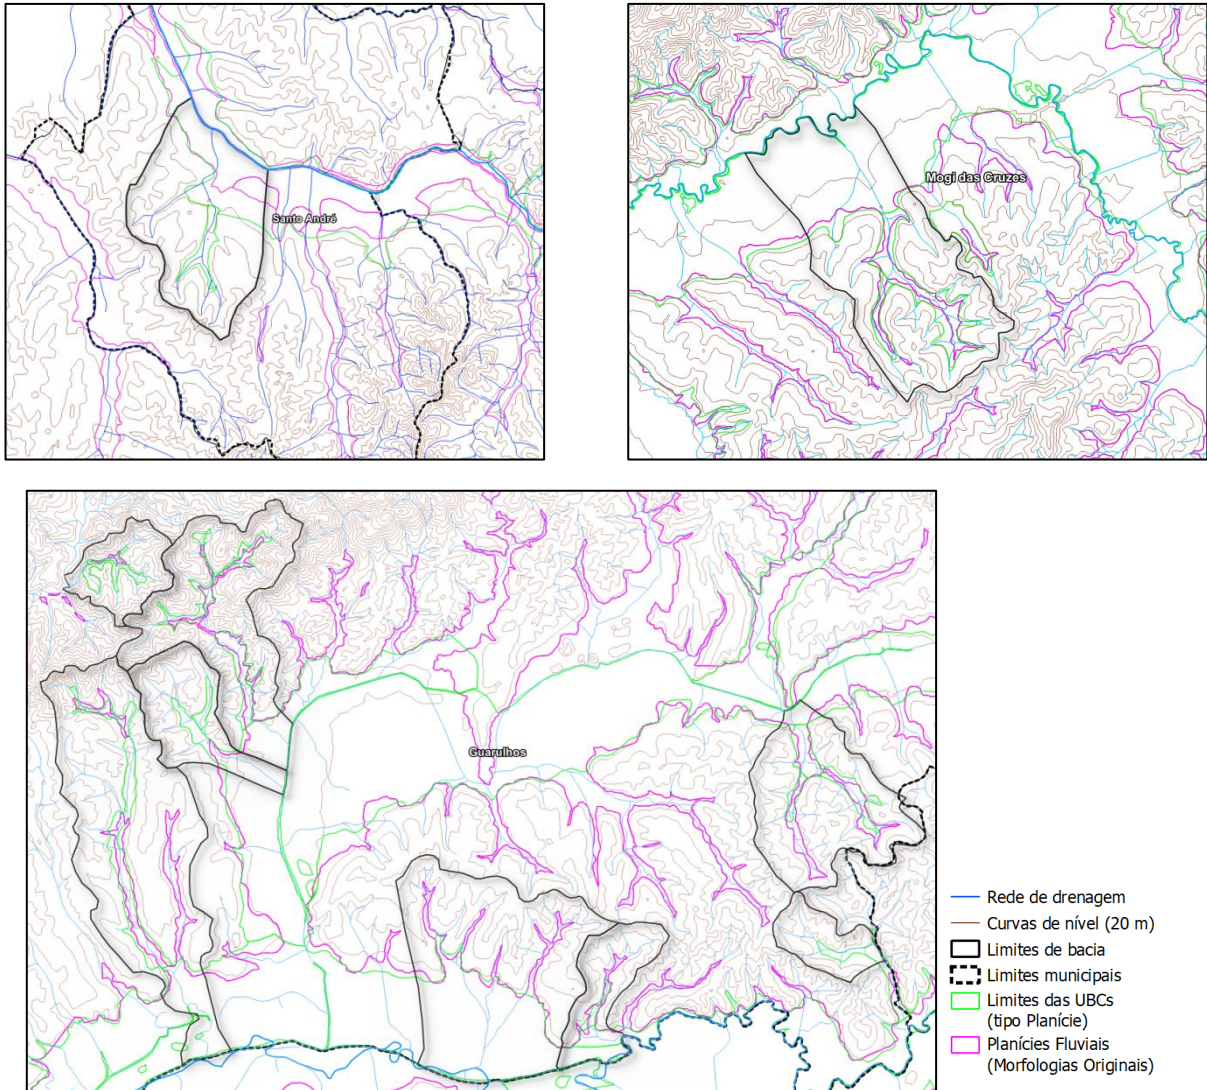 Santo André
Mogi das Cruzes
Guarulhos
Rede de drenagem
Curvas de nível (20 m)
Limites de bacia
Limites municipais
Limites das UBCs
(tipo Planície)
Planícies Fluviais
(Morfologias Originais)